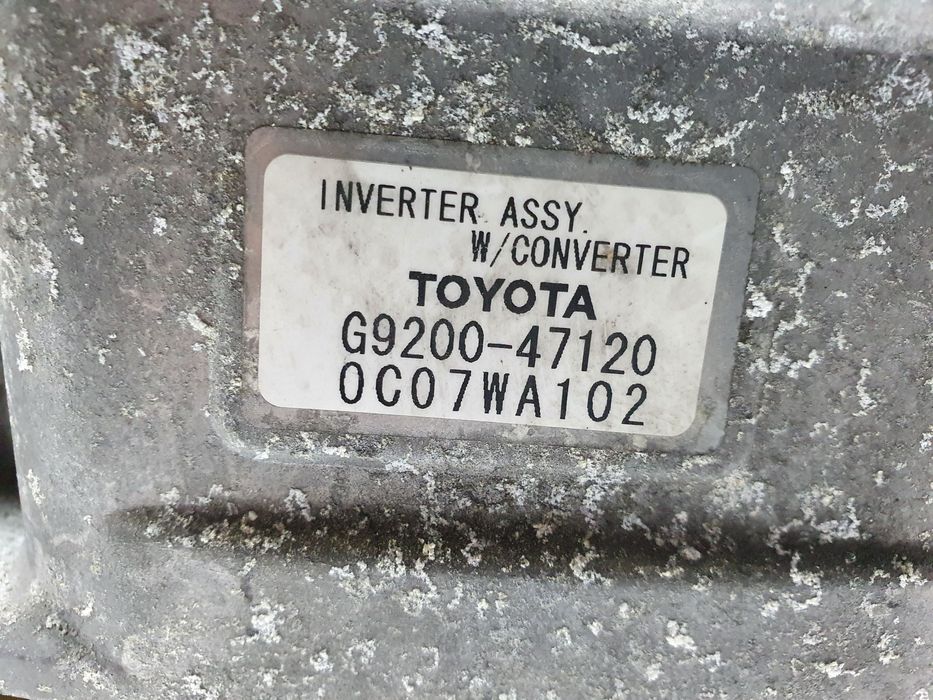 INVERTER ASSY.
W/CONVERTER
TOYOTA
G9200-47120
0C07WA102